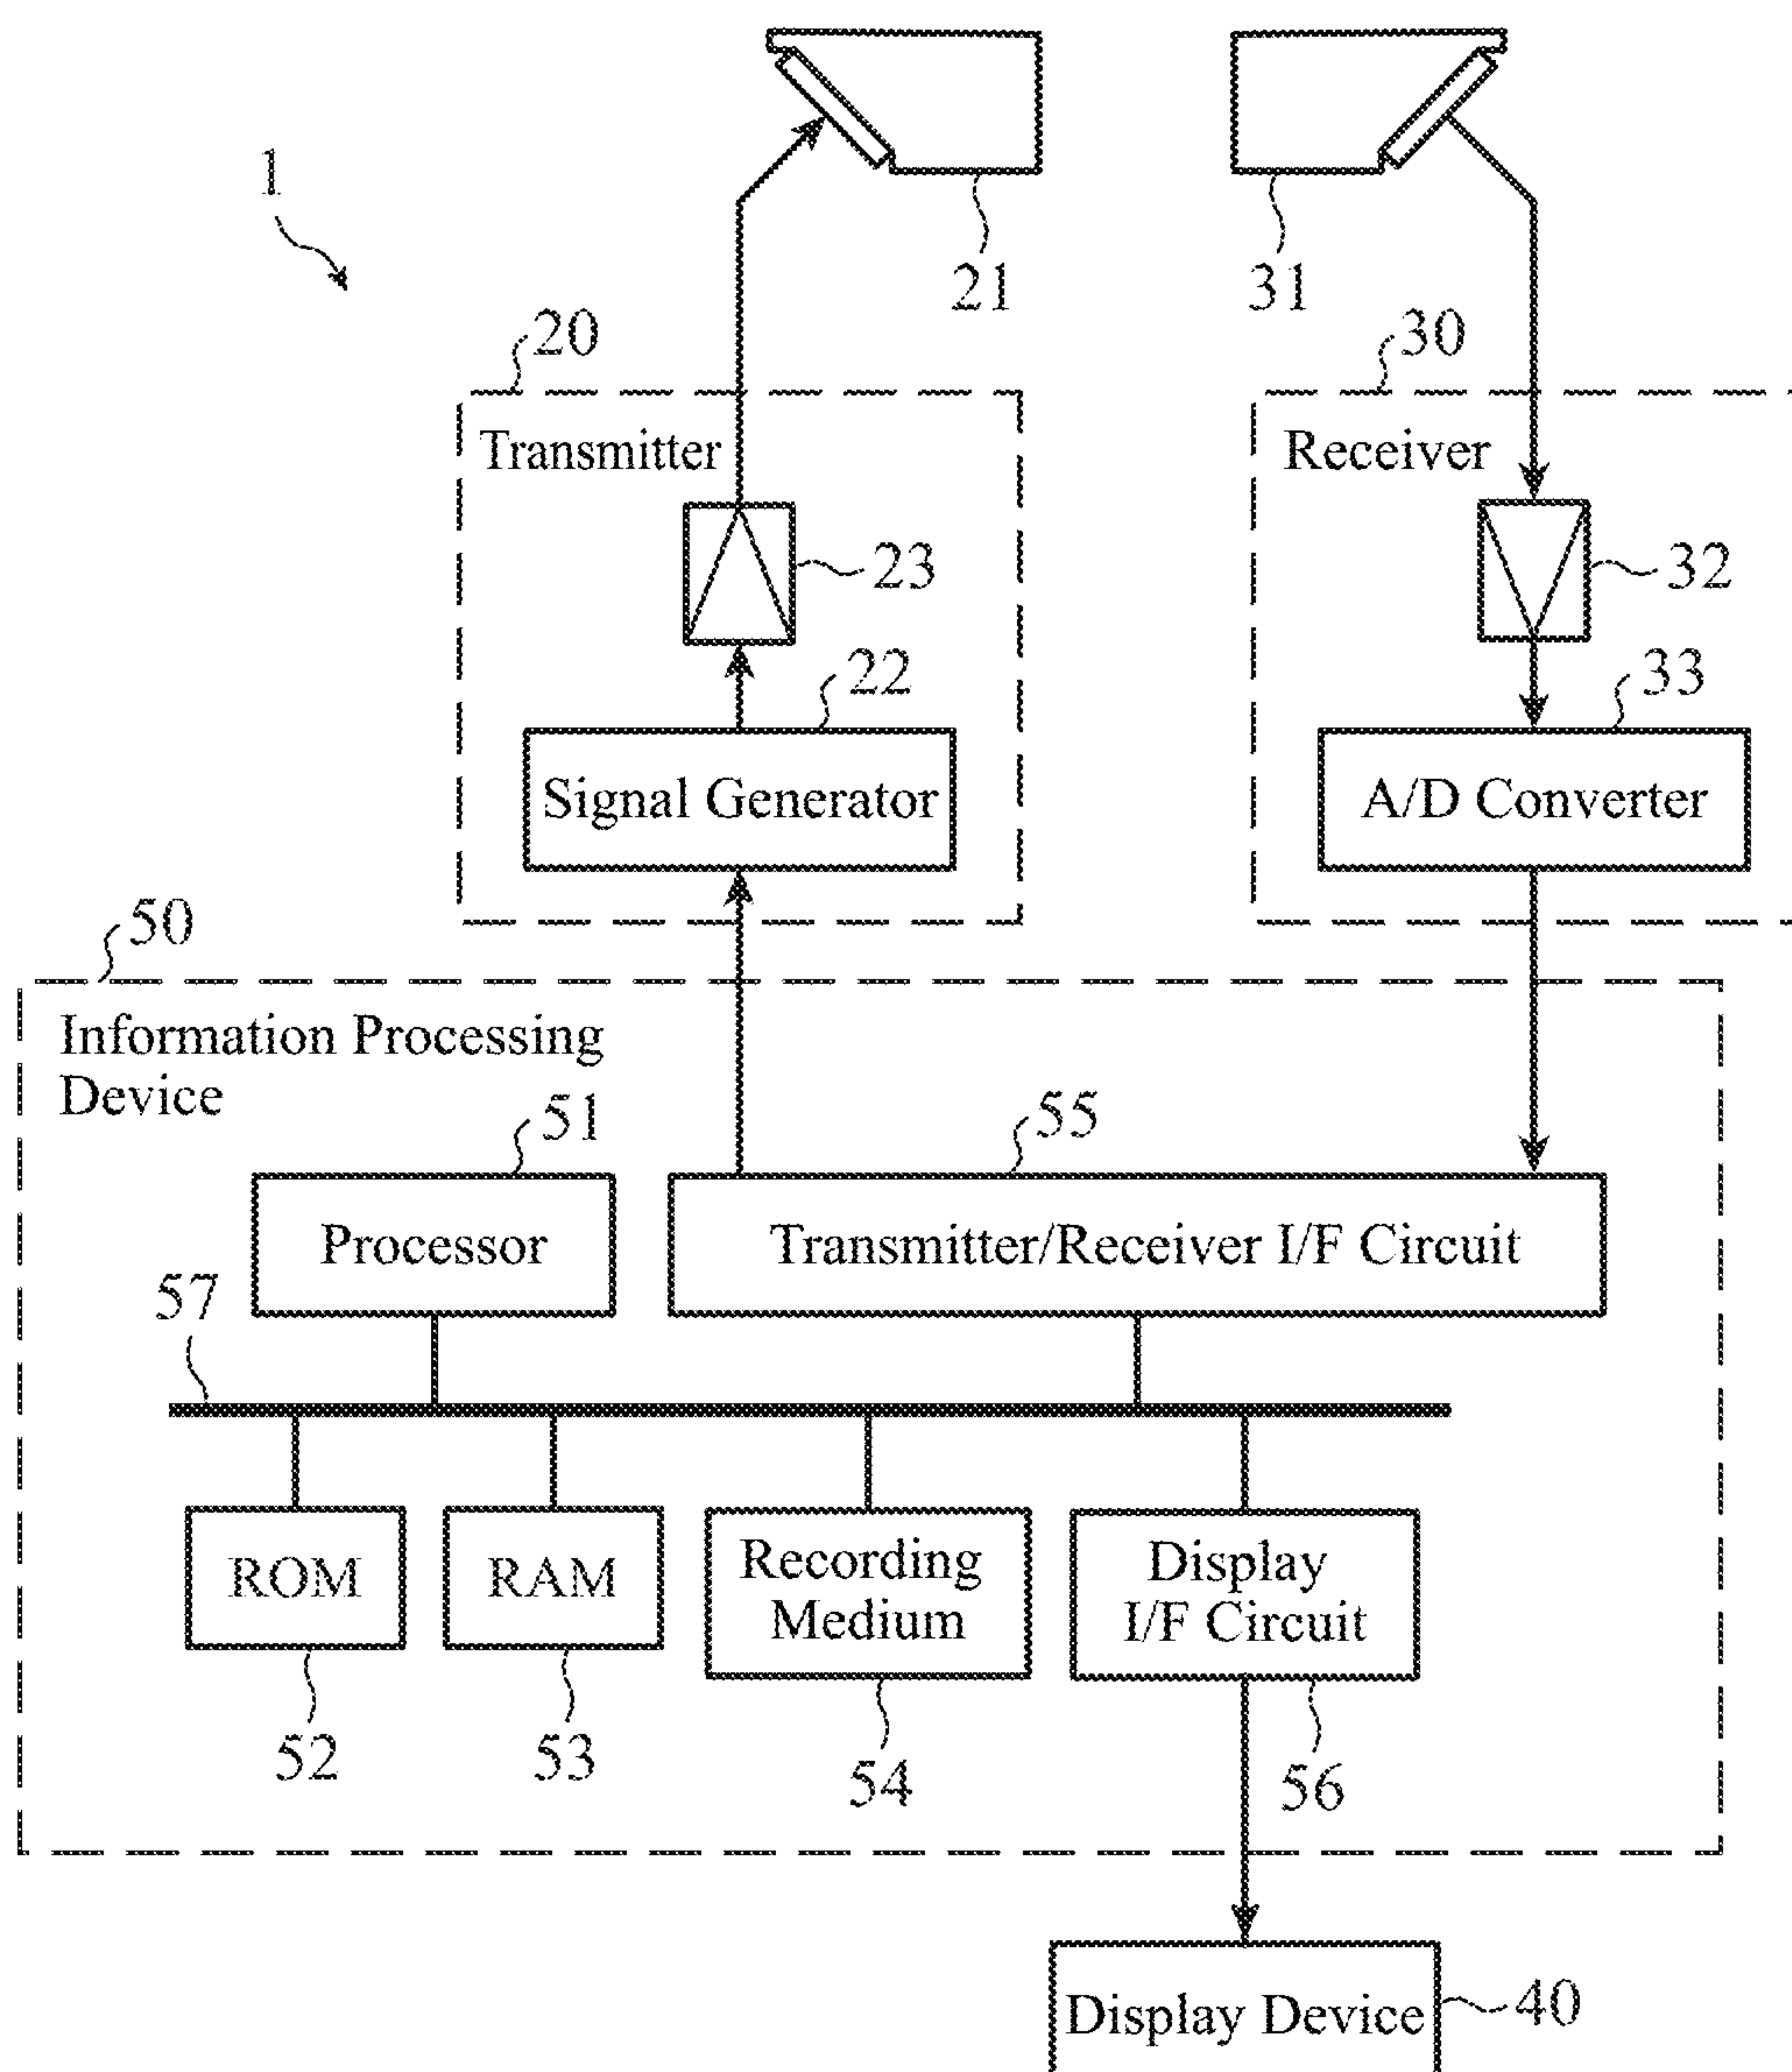 1
21
31
20
30
Transmitter
Receiver
23
32
22
33
Signal Generator
A/D Converter
50
Information Processing
Device
51
55
Processor
Transmitter/Receiver I/F Circuit
57
ROM
RAM
Recording
Medium
Display
I/F Circuit
52
53
54
56
Display Device
40